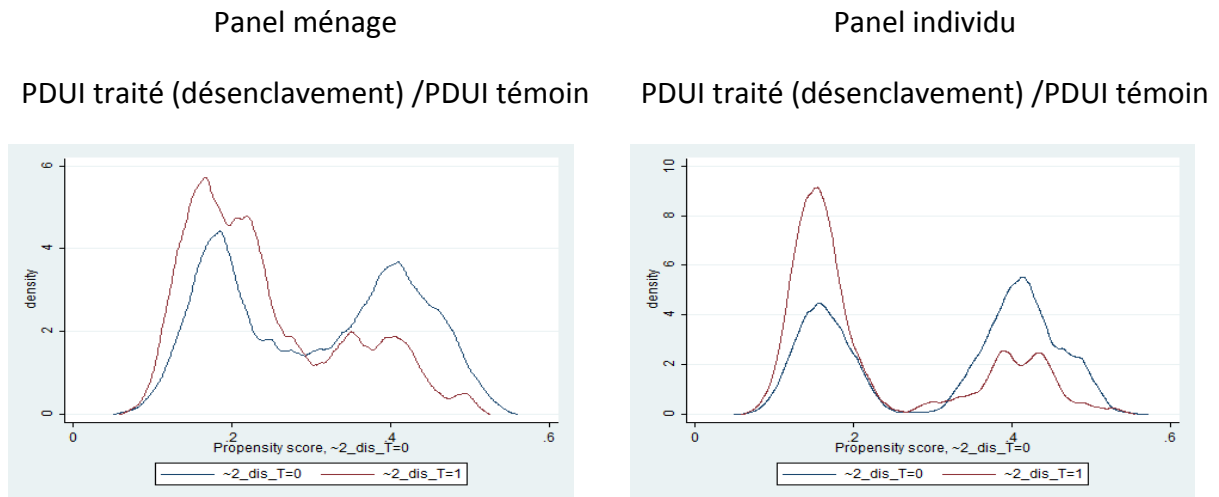 Panel ménage
Panel individu
PDUI traité (désenclavement) /PDUI témoin
PDUI traité (désenclavement) /PDUI témoin
6
4
2
0
density
0
.2
.4
.6
Propensity score, ~2_dis_T=0
~2_dis_T=0
~2_dis_T=1
10
8
6
4
2
0
density
0
.2
.4
.6
Propensity score, ~2_dis_T=0
~2_dis_T=0
~2_dis_T=1